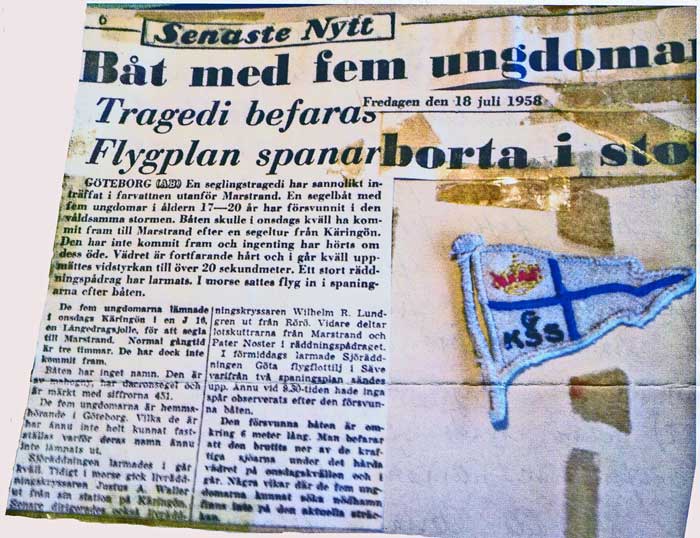 6
Senaste Nytt
Båt med fem ungdomar
Fredagen den 18 juli 1958
Tragedi befaras
Flygplan spanar
borta i sto
GÖTEBORG (AB) En seglingstragedi har sannolikt in-
träffat i farvattnen utanför Marstrand. En segelbåt med
fem ungdomar i åldern 17—20 år har försvunnit i den
våldsamma stormen. Båten skulle i onsdags kväll ha kom-
mit fram till Marstrand efter en segeltur från Käringön.
Den har inte kommit fram och ingenting har hörts om
dess öde. Vädret är fortfarande hårt och i går kväll upp-
mättes vidstyrkan till över 20 sekundmeter. Ett stort rädd-
ningspådrag har larmats. I morse sattes flyg in i spaning-
arna efter båten.
De fem ungdomarna lämnade
i onsdags Käringön i en J 16,
en Långedragsjolle, för att segla
till Marstrand. Normal gångtid
är tre timmar. De har dock inte
kommit fram.
Båten har inget namn. Den är
av mahogny, har dacronsegel och
är märkt med siffrorna 451.
De fem ungdomarna är hemma-
hörande i Göteborg. Vilka de är
har ännu inte helt kunnat fast-
ställas varför deras namn ännu
inte lämnats ut.
Sjöräddningen larmades i går
kväll. Tidigt i morse gick livrädd-
ningskryssaren Justus A. Waller
ut från sin station på Käringön.
Senare dirigerades också livrädd-
ningskryssaren Wilhelm R. Lund-
gren ut från Rörö. Vidare deltar
lotskuttrarna från Marstrand och
Pater Noster i räddningspådraget.
I förmiddags larmade Sjörädd-
ningen Göta flygflottilj i Säve
varifrån två spaningsplan sändes
upp. Ännu vid 9.30-tiden hade inga
spår observerats efter den försvun-
na båten.
Den försvunna båten är om-
kring 6 meter lång. Man befarar
att den brutits ner av de kraf-
tiga sjöarna under det hårda
vädret på onsdagskvällen och i
går. Några vikar där de fem ung-
domarna kunnat söka nödhamn
finns inte på den aktuella sträc-
kan.
G
KSS